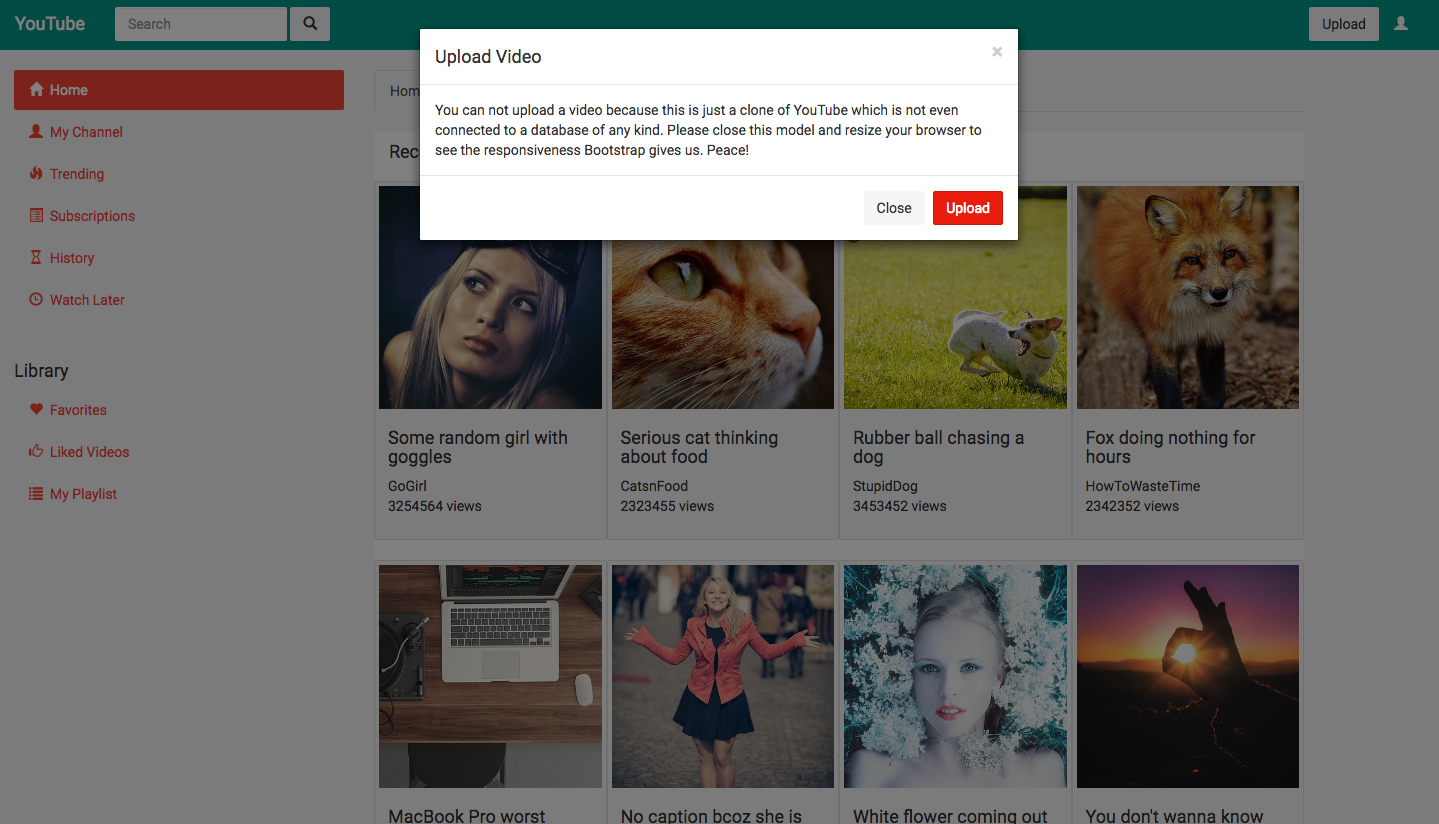 YouTube
Search
Upload
Upload Video
×
You can not upload a video because this is just a clone of YouTube which is not even
connected to a database of any kind. Please close this model and resize your browser to
see the responsiveness Bootstrap gives us. Peace!
Close
Upload
Home
My Channel
Trending
Subscriptions
History
Watch Later
Library
Favorites
Liked Videos
My Playlist
Some random girl with
goggles
GoGirl
3254564 views
Serious cat thinking
about food
CatsnFood
2323455 views
Rubber ball chasing a
dog
StupidDog
3453452 views
Fox doing nothing for
hours
HowToWasteTime
2342352 views
MacBook Pro worst
No caption bcoz she is
White flower coming out
You don't wanna know